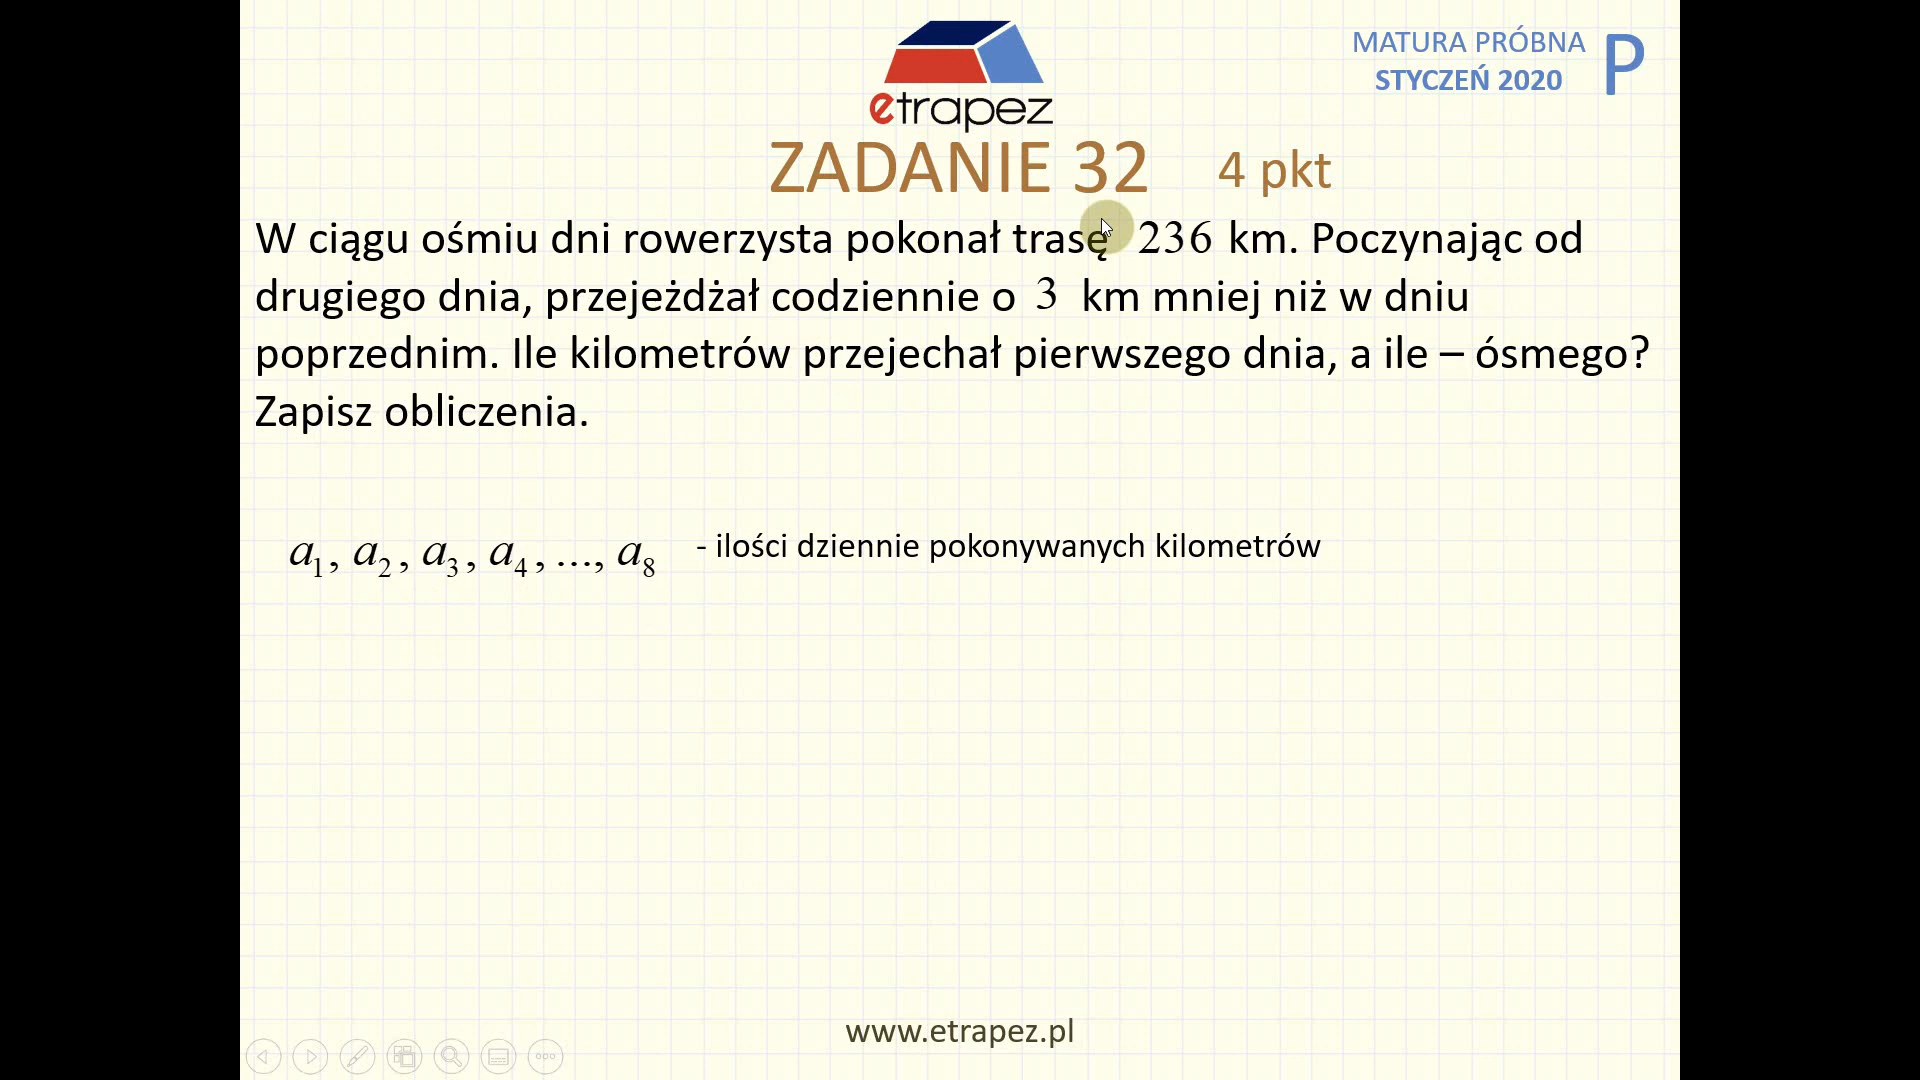 etrapez
MATURA PRÓBNA
STYCZEŃ 2020
P
ZADANIE 32 4 pkt
W ciągu ośmiu dni rowerzysta pokonał trasę 236 km. Poczynając od
drugiego dnia, przejeżdżał codziennie o 3 km mniej niż w dniu
poprzednim. Ile kilometrów przejechał pierwszego dnia, a ile – ósmego?
Zapisz obliczenia.
a₁, a₂, a₃, a₄, ..., a₈ - ilości dziennie pokonywanych kilometrów
www.etrapez.pl